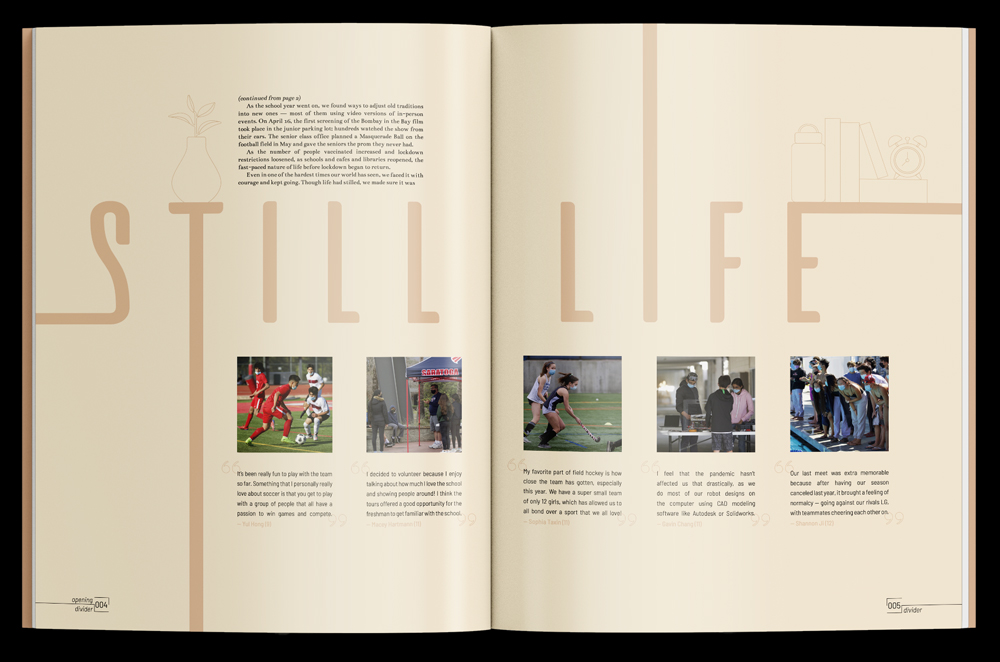 (continued from page 2)
As the school year went on, we found ways to adjust old traditions
into new ones — most of them using video versions of in-person
events. On April 16, the first screening of the Bombay in the Bay film
took place in the junior parking lot; hundreds watched the show from
their cars. The senior class office planned a Masquerade Ball on the
football field in May and gave the seniors the prom they never had.
As the number of people vaccinated increased and lockdown
restrictions loosened, as schools and cafes and libraries reopened, the
fast-paced nature of life before lockdown began to return.
Even in one of the hardest times our world has seen, we faced it with
courage and kept going. Though life had stilled, we made sure it was
STILL LIFE
SARATOGA
It's been really fun to play with the team
so far. Something that I personally really
love about soccer is that you get to play
with a group of people that all have a
passion to win games and compete.
I decided to volunteer because I enjoy
talking about how much I love the school
and showing people around! I think the
tours offered a good opportunity for the
freshman to get familiar with the school.
My favorite part of field hockey is how
close the team has gotten, especially
this year. We have a super small team
of only 12 girls, which has allowed us to
all bond over a sport that we all love!
I feel that the pandemic hasn't
affected us that drastically, as we
do most of our robot designs on
the computer using CAD modeling
software like Autodesk or Solidworks.
Our last meet was extra memorable
because after having our season
cancelled last year, it brought a feeling of
normalcy — going against our rivals LG,
with teammates cheering each other on.
opening
divider 004
005 divider